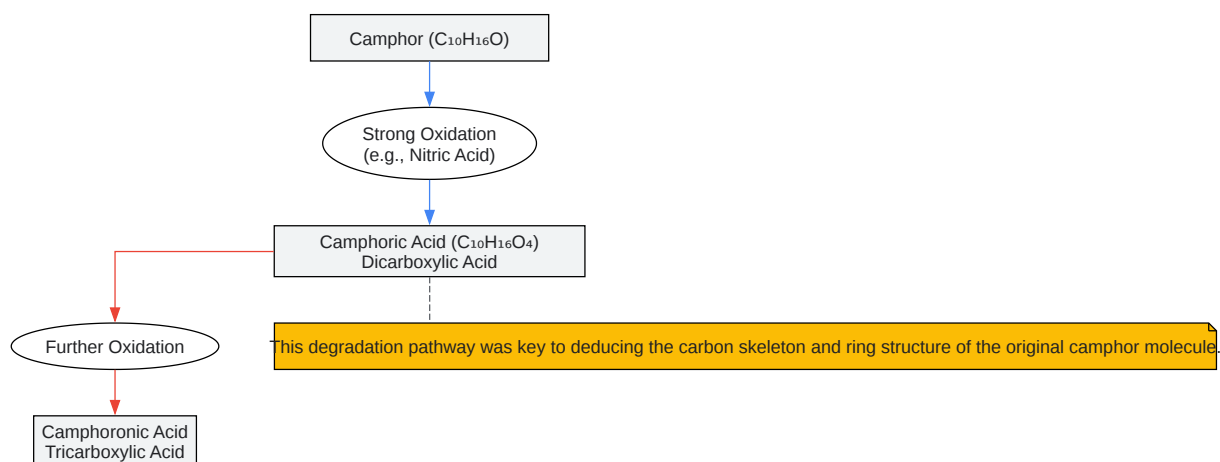 Camphor (C₁₀H₁₆O)
Strong Oxidation
(e.g., Nitric Acid)
Camphoric Acid (C₁₀H₁₆O₄)
Dicarboxylic Acid
Further Oxidation
This degradation pathway was key to deducing the carbon skeleton and ring structure of the original camphor molecule.
Camphoronic Acid
Tricarboxylic Acid